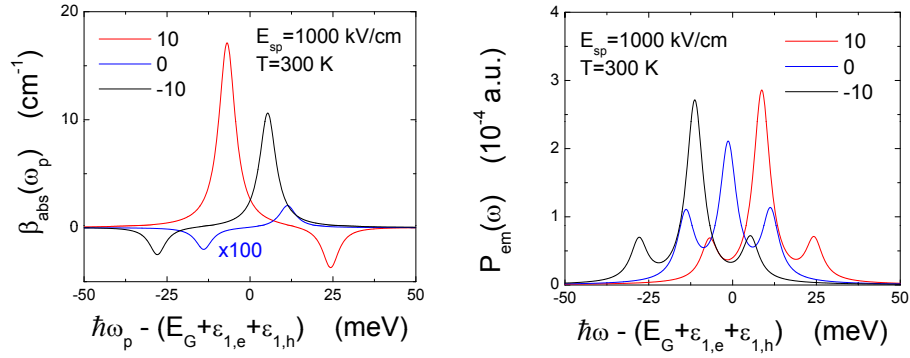 10
0
-10
E_sp=1000 kV/cm
T=300 K
x100
β_abs(ω_p) (cm⁻¹)
20
10
0
-50 -25 0 25 50
ħω_p - (E_G+ε_1,e+ε_1,h) (meV)
E_sp=1000 kV/cm
T=300 K
10
0
-10
P_em(ω) (10⁻⁴ a.u.)
4
3
2
1
0
-50 -25 0 25 50
ħω - (E_G+ε_1,e+ε_1,h) (meV)